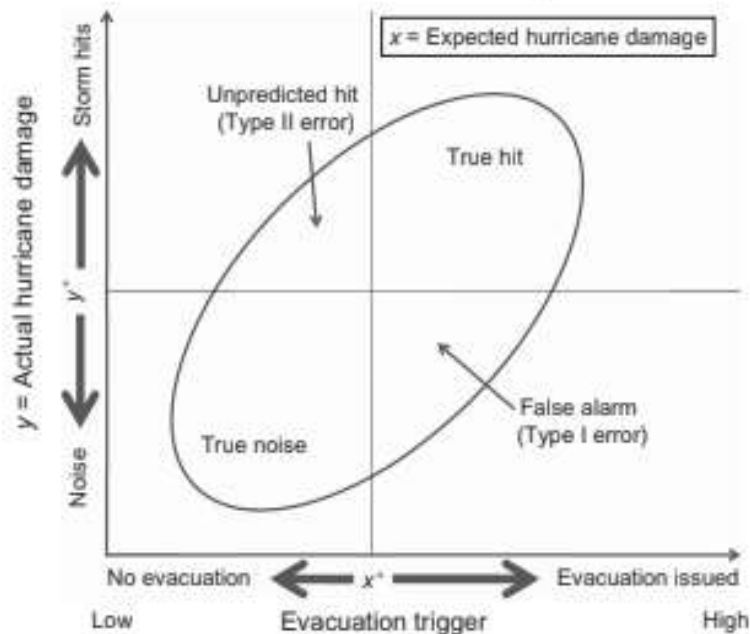 x = Expected hurricane damage
Unpredicted hit
(Type II error)
True hit
False alarm
(Type I error)
True noise
y = Actual hurricane damage
Storm hits
y*
Noise
No evacuation
x*
Evacuation issued
Low
Evacuation trigger
High